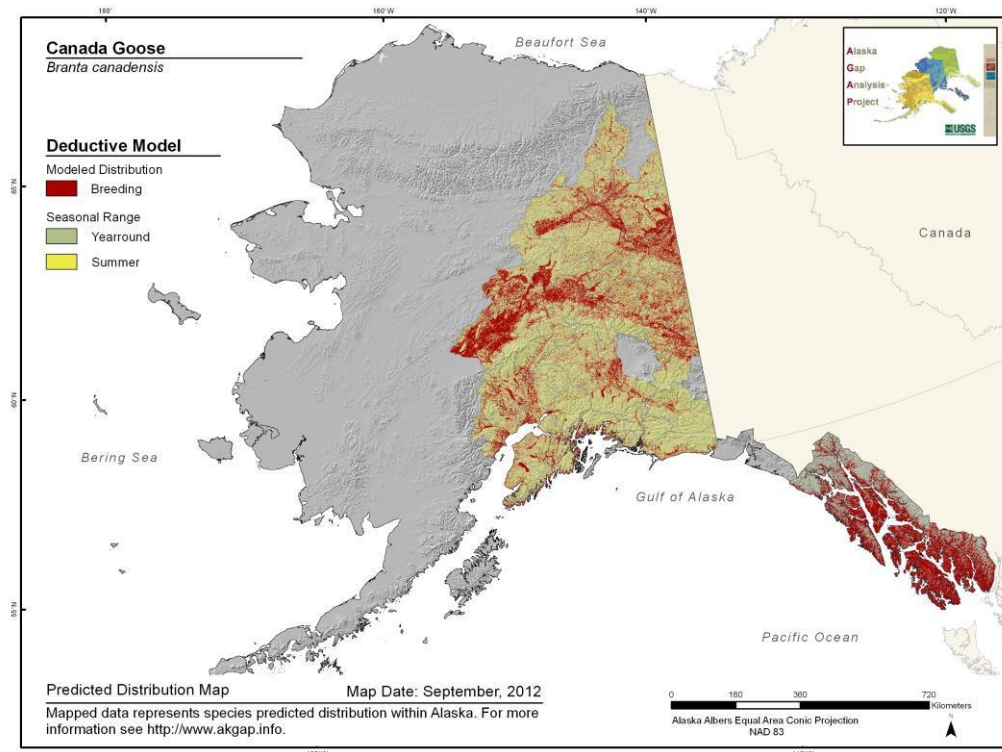 160°W
140°W
120°W
Canada Goose
Branta canadensis
Beaufort Sea
Alaska
Gap
Analysis
Project
USGS
Deductive Model
Modeled Distribution
Breeding
Seasonal Range
Yearround
Summer
65°N
Canada
60°N
Bering Sea
Gulf of Alaska
55°N
Pacific Ocean
Predicted Distribution Map
Map Date: September, 2012
Mapped data represents species predicted distribution within Alaska. For more
information see http://www.akgap.info.
0 180 360 720
Kilometers
Alaska Albers Equal Area Conic Projection
NAD 83
N